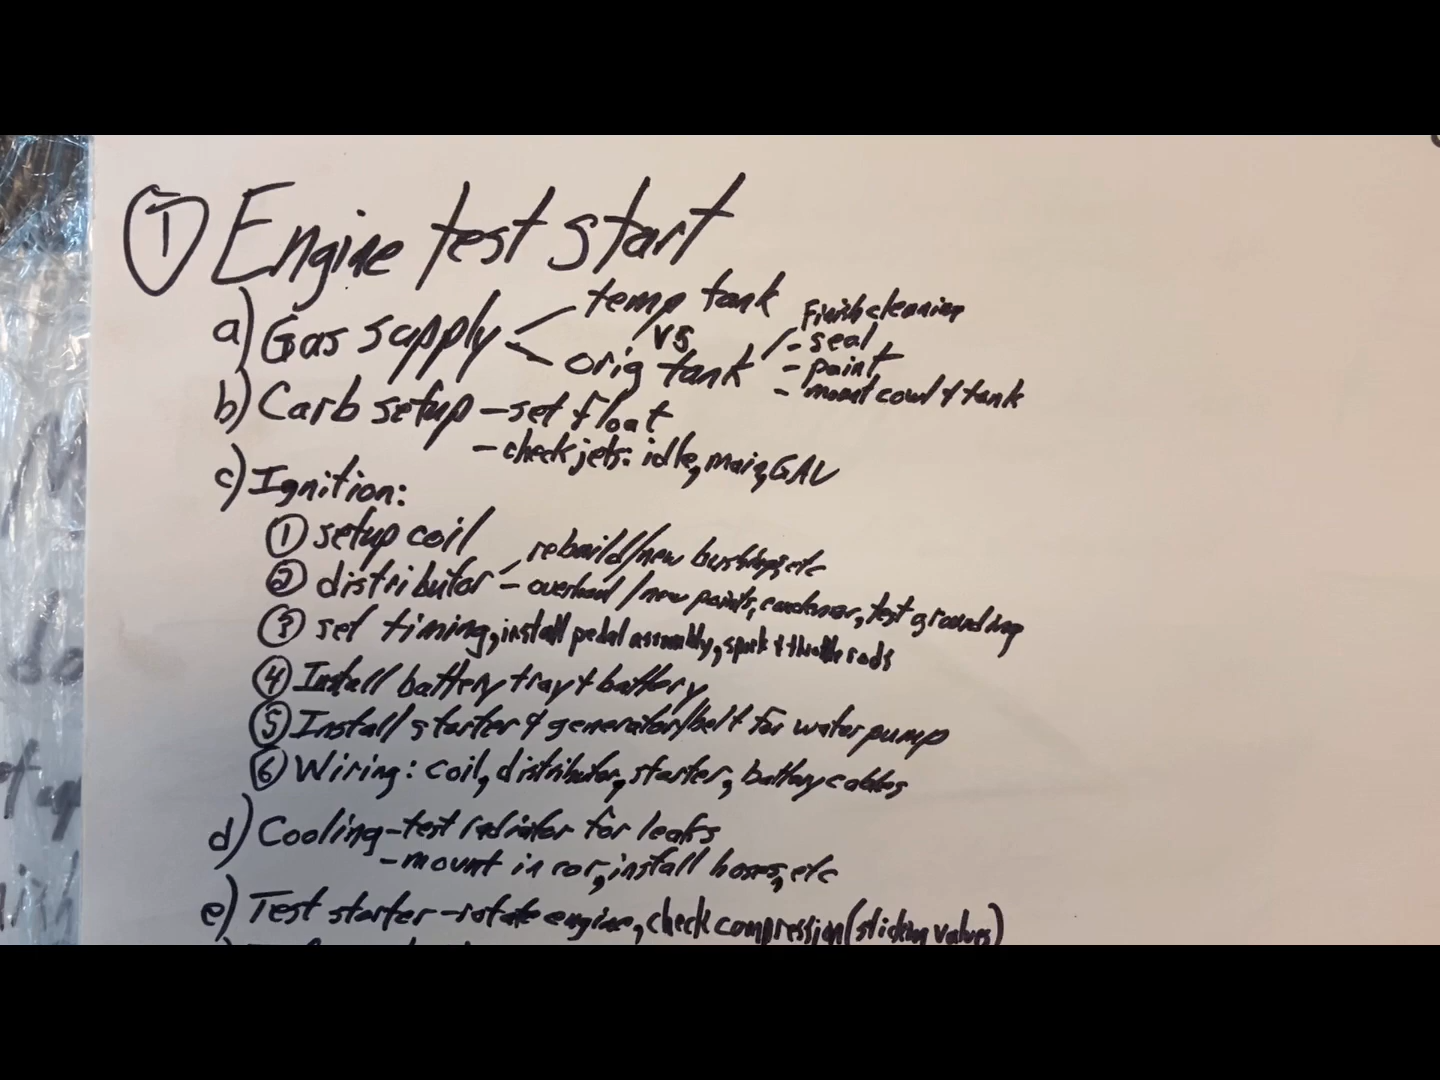 ① Engine test start
a) Gas supply < temp tank
vs
orig tank
Finish cleaning
- seal
- paint
- mount cowl & tank
b) Carb setup - set float
- check jets: idle, main, GAV
c) Ignition:
① setup coil
② distributor - rebuild/new bushings, etc
- overhaul/new points, condenser, test grounding
③ set timing, install pedal assembly, spark & throttle rods
④ Install battery tray & battery
⑤ Install starter & generator/belt for water pump
⑥ Wiring: coil, distributor, starter, battery cables
d) Cooling - test radiator for leaks
- mount in car, install hoses, etc
e) Test starter - rotate engine, check compression (sticking valves)